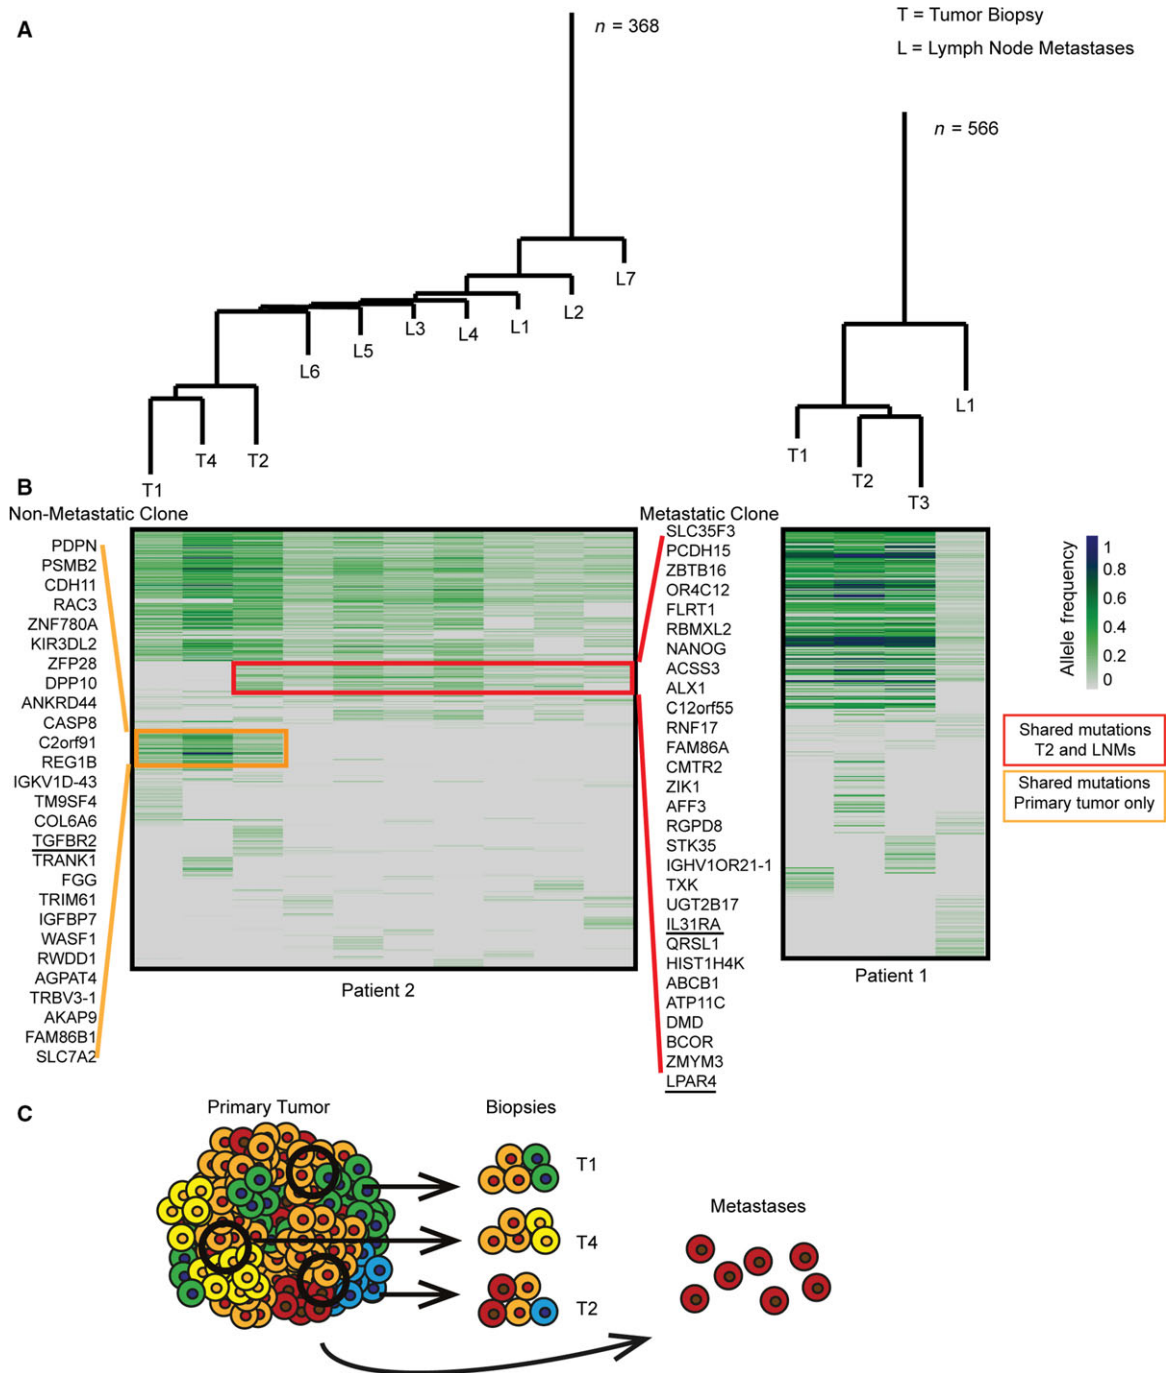 A
n = 368
T = Tumor Biopsy
L = Lymph Node Metastases
n = 566
L7
L2
L1
L4
L3
L5
L6
T4
T2
T1
L1
T1
T2
T3
B
Non-Metastatic Clone
PDPN
PSMB2
CDH11
RAC3
ZNF780A
KIR3DL2
ZFP28
DPP10
ANKRD44
CASP8
C2orf91
REG1B
IGKV1D-43
TM9SF4
COL6A6
TGFBR2
TRANK1
FGG
TRIM61
IGFBP7
WASF1
RWDD1
AGPAT4
TRBV3-1
AKAP9
FAM86B1
SLC7A2
Patient 2
Metastatic Clone
SLC35F3
PCDH15
ZBTB16
OR4C12
FLRT1
RBMXL2
NANOG
ACSS3
ALX1
C12orf55
RNF17
FAM86A
CMTR2
ZIK1
AFF3
RGPD8
STK35
IGHV1OR21-1
TXK
UGT2B17
IL31RA
QRSL1
HIST1H4K
ABCB1
ATP11C
DMD
BCOR
ZMYM3
LPAR4
Patient 1
Allele frequency
1
0.8
0.6
0.4
0.2
0
Shared mutations
T2 and LNMs
Shared mutations
Primary tumor only
C
Primary Tumor
Biopsies
T1
T4
T2
Metastases